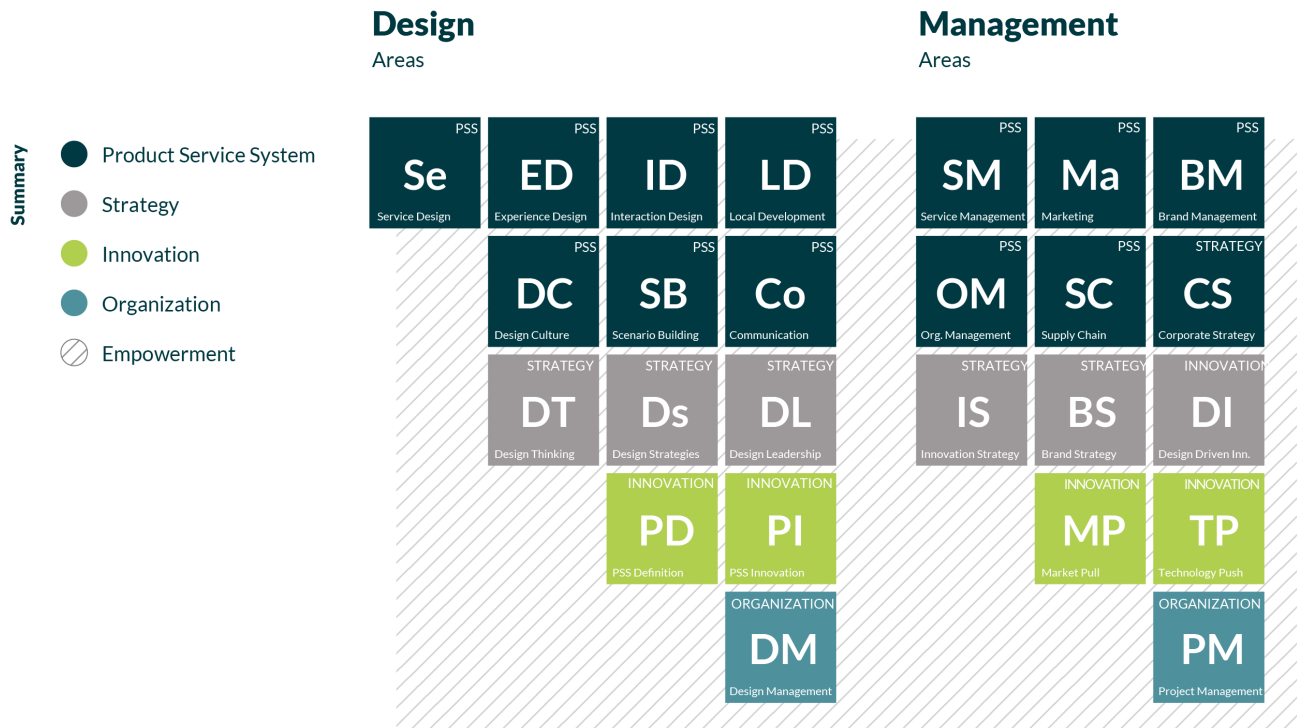 Design
Areas
Management
Areas
Summary
Product Service System
Strategy
Innovation
Organization
Empowerment
PSS
Se
Service Design
PSS
ED
Experience Design
PSS
ID
Interaction Design
PSS
LD
Local Development
PSS
DC
Design Culture
PSS
SB
Scenario Building
PSS
Co
Communication
STRATEGY
DT
Design Thinking
STRATEGY
Ds
Design Strategies
STRATEGY
DL
Design Leadership
INNOVATION
PD
PSS Definition
INNOVATION
PI
PSS Innovation
ORGANIZATION
DM
Design Management
PSS
SM
Service Management
PSS
Ma
Marketing
PSS
BM
Brand Management
PSS
OM
Org. Management
PSS
SC
Supply Chain
STRATEGY
CS
Corporate Strategy
STRATEGY
IS
Innovation Strategy
STRATEGY
BS
Brand Strategy
INNOVATION
DI
Design Driven Inn.
INNOVATION
MP
Market Pull
INNOVATION
TP
Technology Push
ORGANIZATION
PM
Project Management